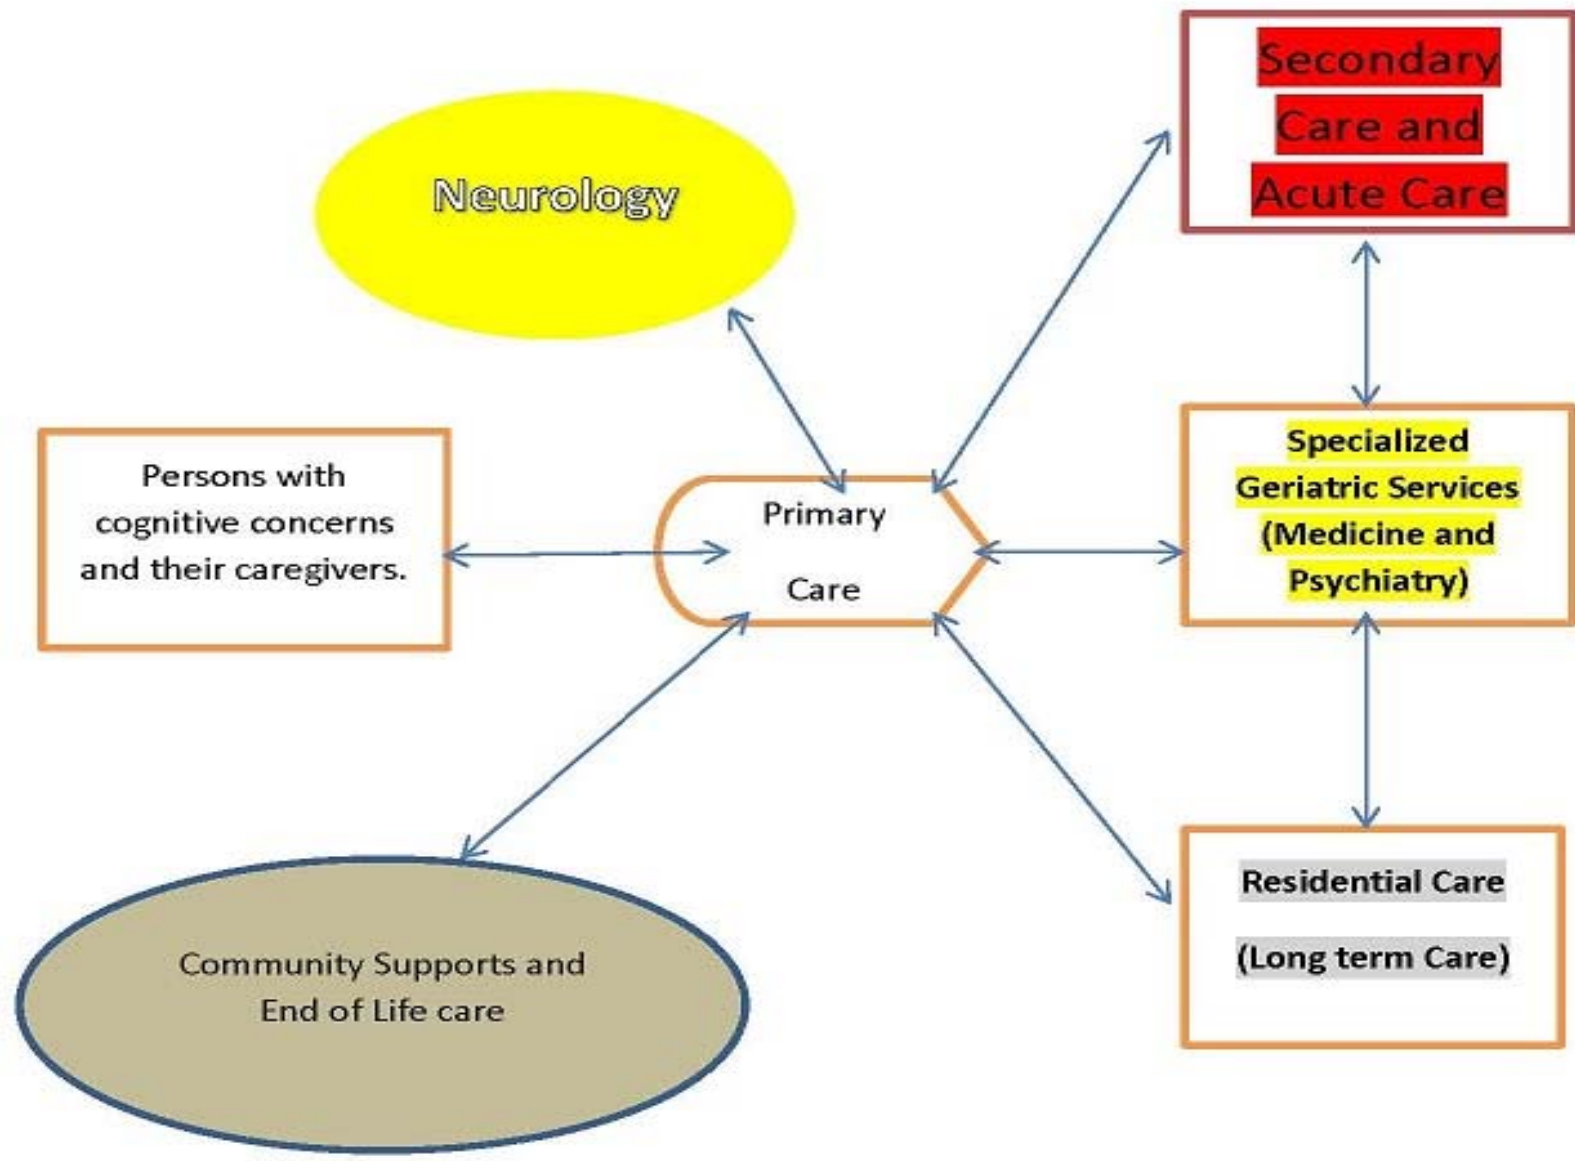 Secondary
Care and
Acute Care
Neurology
Persons with
cognitive concerns
and their caregivers.
Primary
Care
Specialized
Geriatric Services
(Medicine and
Psychiatry)
Community Supports and
End of Life care
Residential Care
(Long term Care)